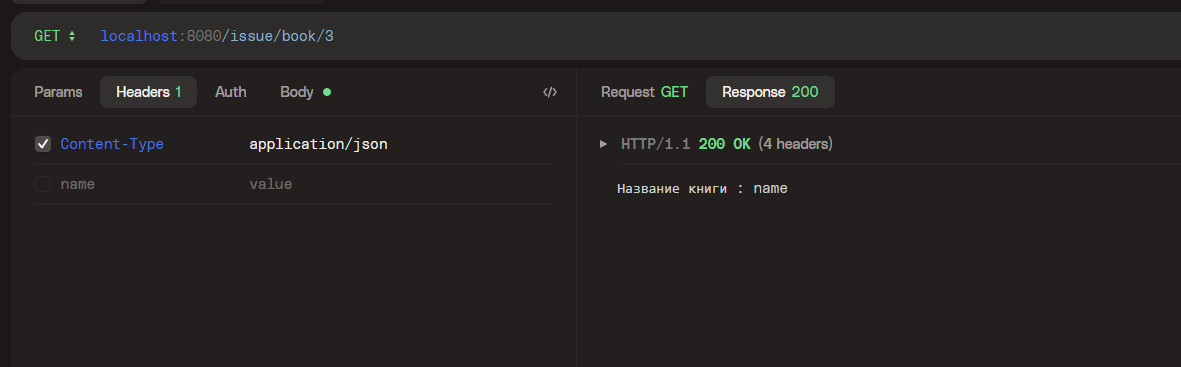 GET localhost:8080/issue/book/3
Params Headers 1 Auth Body </>
Request GET Response 200
Content-Type application/json
name value
HTTP/1.1 200 OK (4 headers)
Название книги : name